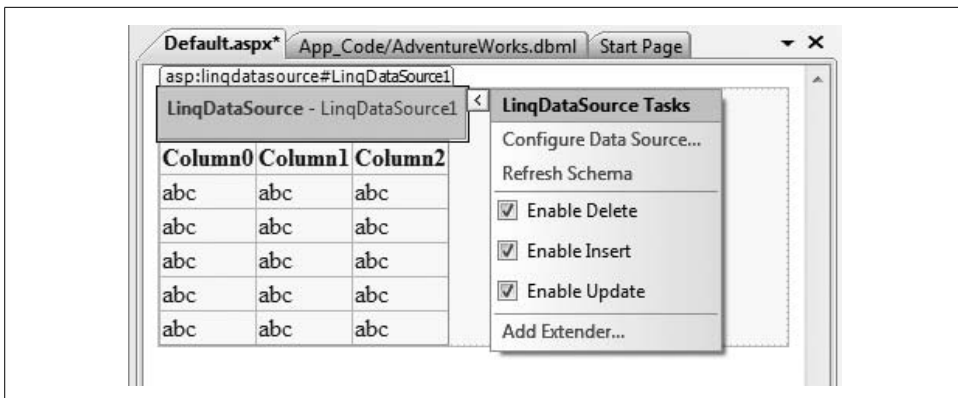 Default.aspx* App_Code/AdventureWorks.dbml Start Page
asp:linqdatasource#LinqDataSource1
LinqDataSource - LinqDataSource1
LinqDataSource Tasks
Configure Data Source...
Refresh Schema
Enable Delete
Enable Insert
Enable Update
Add Extender...
Column0 Column1 Column2
abc abc abc
abc abc abc
abc abc abc
abc abc abc
abc abc abc